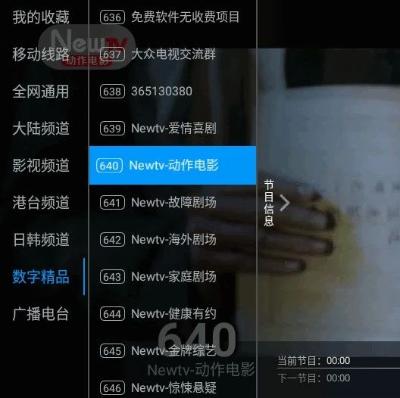 我的收藏
移动线路
全网通用
大陆频道
影视频道
港台频道
日韩频道
数字精品
广播电台
NewTV
动作电影
636 免费软件无收费项目
637 大众电视交流群
638 365130380
639 Newtv-爱情喜剧
640 Newtv-动作电影
641 Newtv-故障剧场
642 Newtv-海外剧场
643 Newtv-家庭剧场
644 Newtv-健康有约
645 Newtv-金牌综艺
646 Newtv-惊悚悬疑
节目信息
640
Newtv-动作电影
当前节目：00:00
下一节目：00:00